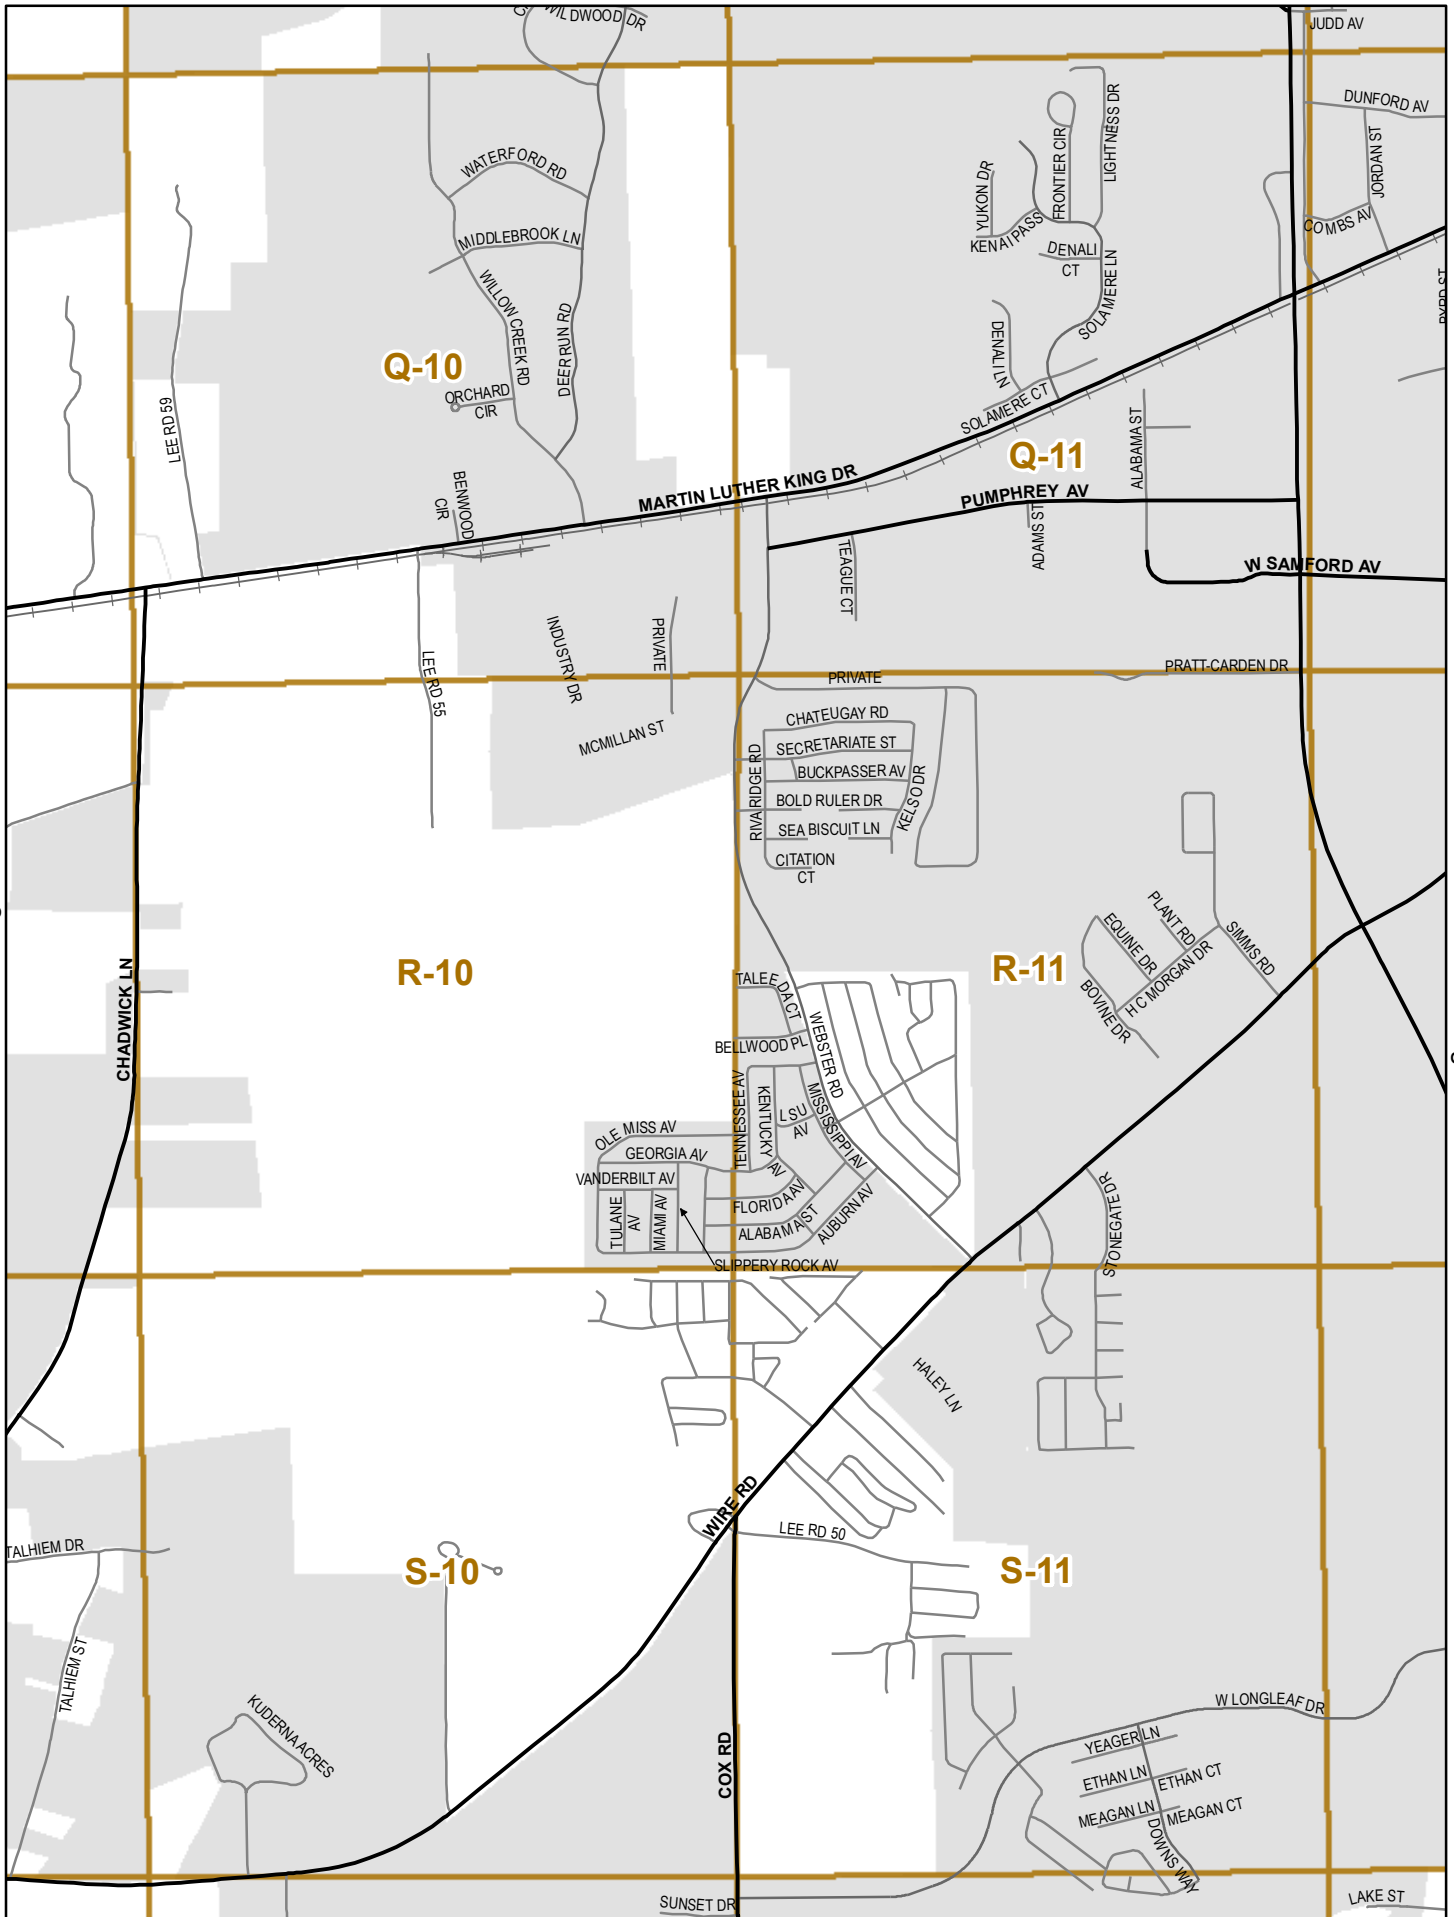 WILDWOOD DR
JUDD AV
DUNFORD AV
JORDAN ST
COMBS AV
LIGHTNESS DR
FRONTIER CIR
YUKON DR
KENAI PASS
DENALI
CT
SOLAMERE LN
DENALI LN
SOLAMERE CT
WATERFORD RD
MIDDLEBROOK LN
WILLOW CREEK RD
DEER RUN RD
Q-10
ORCHARD
CIR
LEE RD 59
BENWOOD
CIR
MARTIN LUTHER KING DR
Q-11
ALABAMA ST
PUMPHREY AV
ADAMS ST
TEAGUE CT
W SAMFORD AV
INDUSTRY DR
PRIVATE
LEE RD 55
MCMILLAN ST
PRATT-CARDEN DR
PRIVATE
CHATEUGAY RD
SECRETARIATE ST
BUCKPASSER AV
BOLD RULER DR
SEA BISCUIT LN
CITATION
CT
RIVA RIDGE RD
KELSO DR
PLANT RD
EQUINE DR
SIMMS RD
H C MORGAN DR
BOVINE DR
R-10
R-11
CHADWICK LN
TALEEDA CT
WEBSTER RD
BELLWOOD PL
TENNESSEE AV
KENTUCKY
AV
LSU
AV
MISSISSIPPI AV
OLE MISS AV
GEORGIA AV
VANDERBILT AV
TULANE
AV
MIAMI AV
FLORIDA AV
ALABAMA ST
AUBURN AV
SLIPPERY ROCK AV
STONEGATE DR
HALEY LN
WIRE RD
LEE RD 50
S-10
S-11
TALHIEM DR
TALHIEM ST
KUDERNA ACRES
COX RD
W LONGLEAF DR
YEAGER LN
ETHAN LN
ETHAN CT
MEAGAN LN
MEAGAN CT
DOWNS WAY
SUNSET DR
LAKE ST